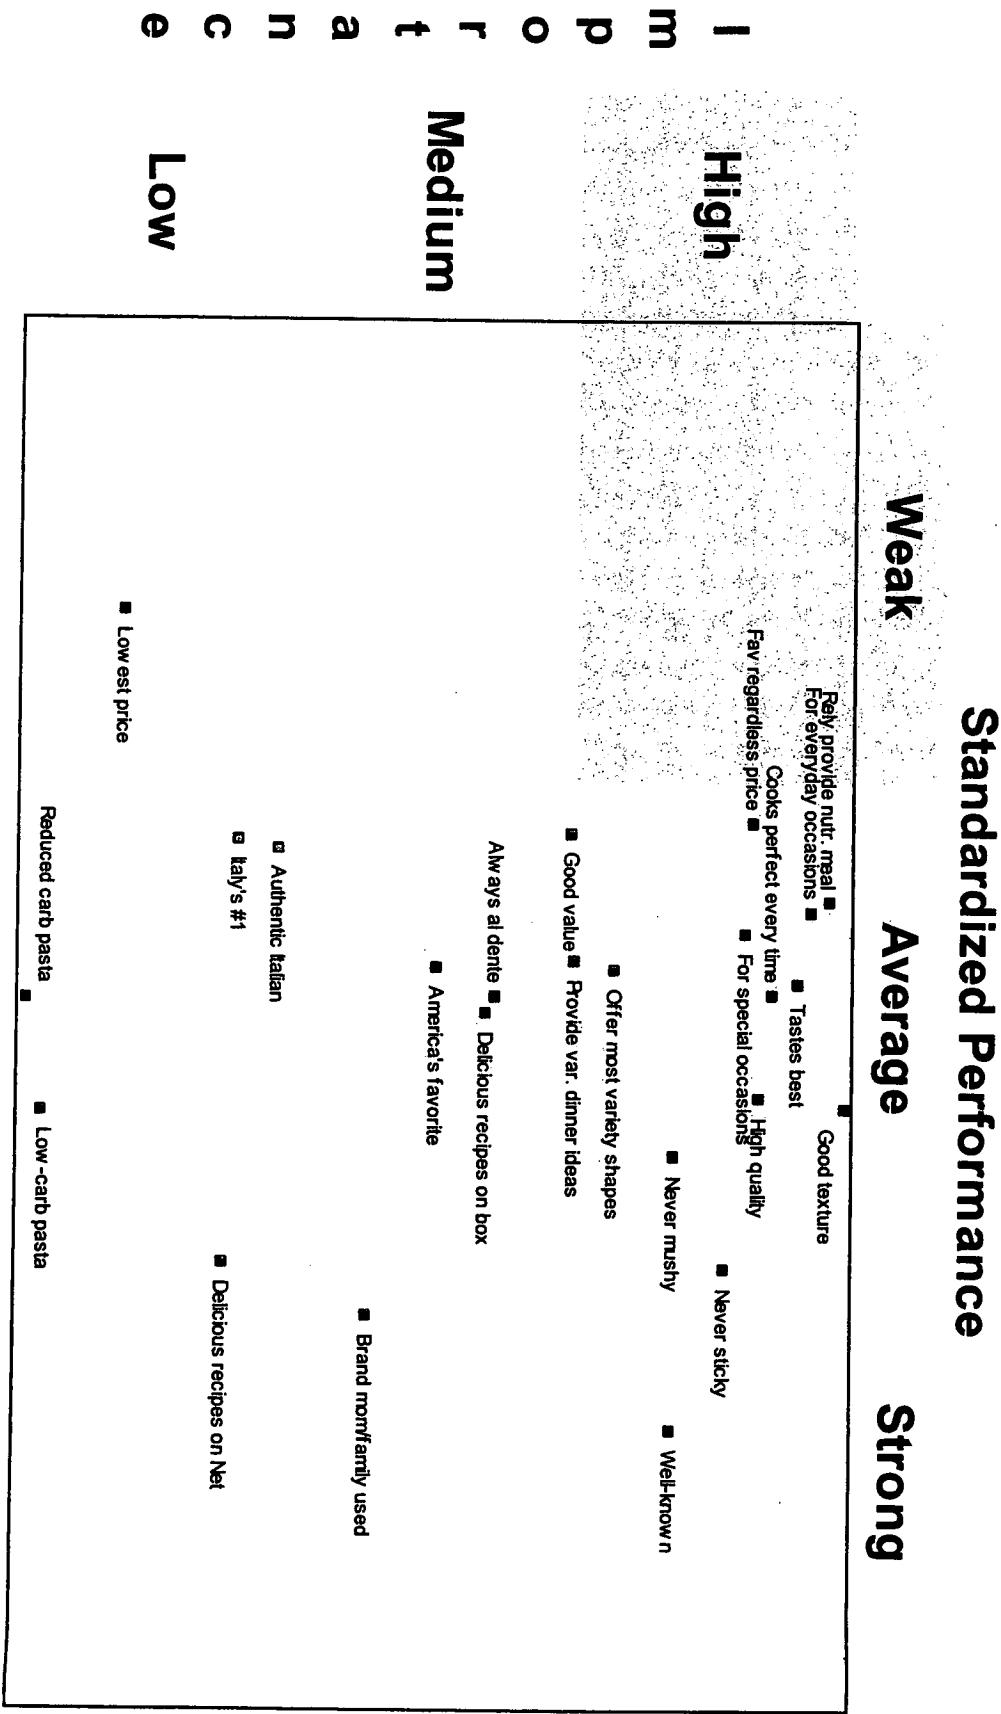 Standardized Performance
Weak
Average
Strong
Importance
High
Medium
Low
Good texture
Rely provide nutr. meal
For everyday occasions
Tastes best
Cooks perfect every time
High quality
Fav regardless price
For special occasions
Never sticky
Never mushy
Well-known
Offer most variety shapes
Provide var. dinner ideas
Good value
Always al dente
Delicious recipes on box
America's favorite
Brand mom/family used
Authentic Italian
Italy's #1
Delicious recipes on Net
Lowest price
Low-carb pasta
Reduced carb pasta